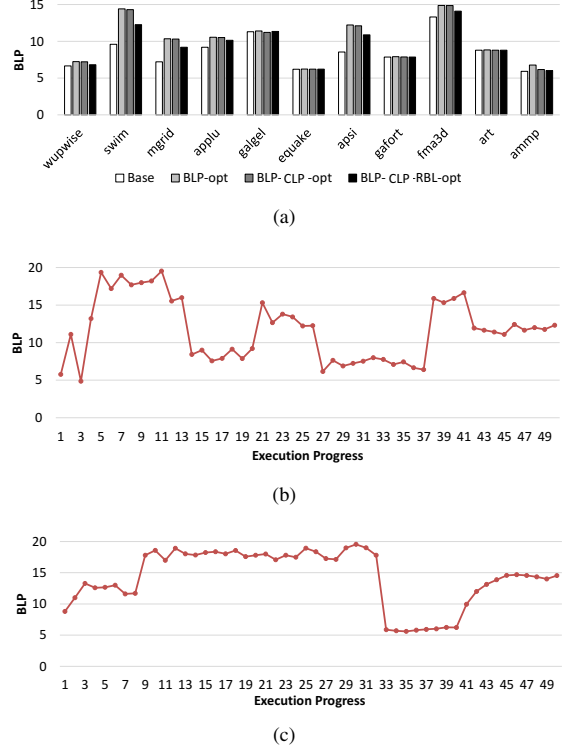 15
10
BLP
5
0
wupwise swim mgrid applu galgel equake apsi gafort fma3d art ammp
Base BLP-opt BLP-CLP-opt BLP-CLP-RBL-opt
(a)
20
15
BLP
10
5
0
1 3 5 7 9 11 13 15 17 19 21 23 25 27 29 31 33 35 37 39 41 43 45 47 49
Execution Progress
(b)
20
15
BLP
10
5
0
1 3 5 7 9 11 13 15 17 19 21 23 25 27 29 31 33 35 37 39 41 43 45 47 49
Execution Progress
(c)